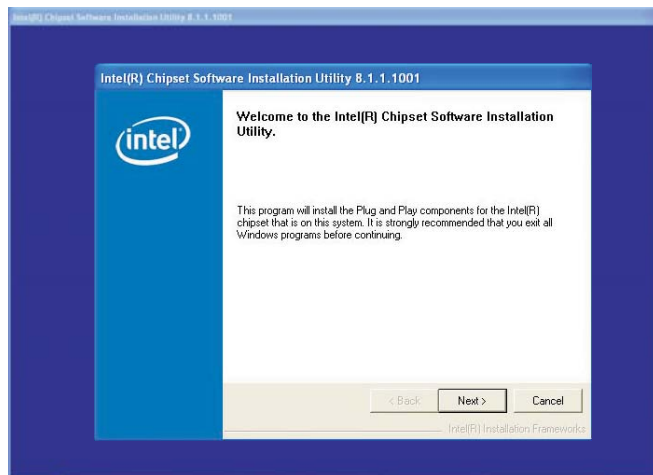 Intel(R) Chipset Software Installation Utility 8.1.1.1001
Intel(R) Chipset Software Installation Utility 8.1.1.1001
intel
Welcome to the Intel(R) Chipset Software Installation
Utility.
This program will install the Plug and Play components for the Intel(R)
chipset that is on this system. It is strongly recommended that you exit all
Windows programs before continuing.
< Back
Next >
Cancel
Intel(R) Installation Frameworks